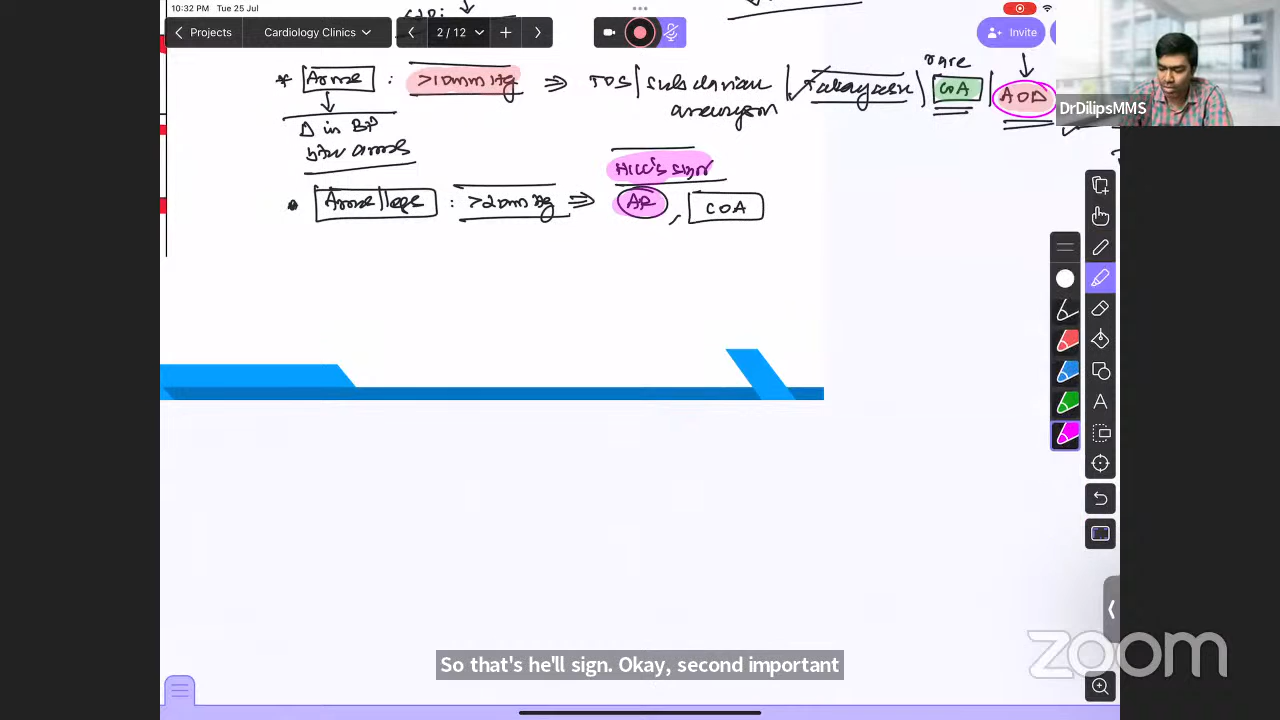 10:32 PM Tue 25 Jul
Projects
Cardiology Clinics
2 / 12
Invite
* Arms : >10mm Hg ⇒ TOS | Subclavian aneurysm | Takayasu | COA | AOD
rare
Δ in BP
btw arms
Hill's sign
Arms|legs : >20mm Hg ⇒ AR, COA
DrDilipsMMS
So that's he'll sign. Okay, second important
zoom